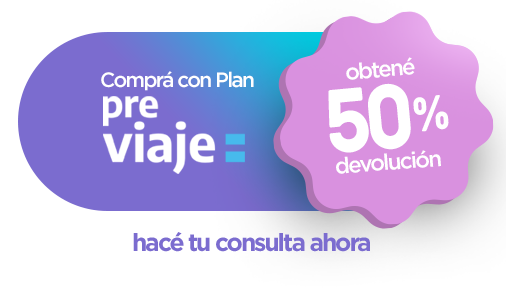 Comprá con Plan
pre
viaje
obtené
50%
devolución
hacé tu consulta ahora